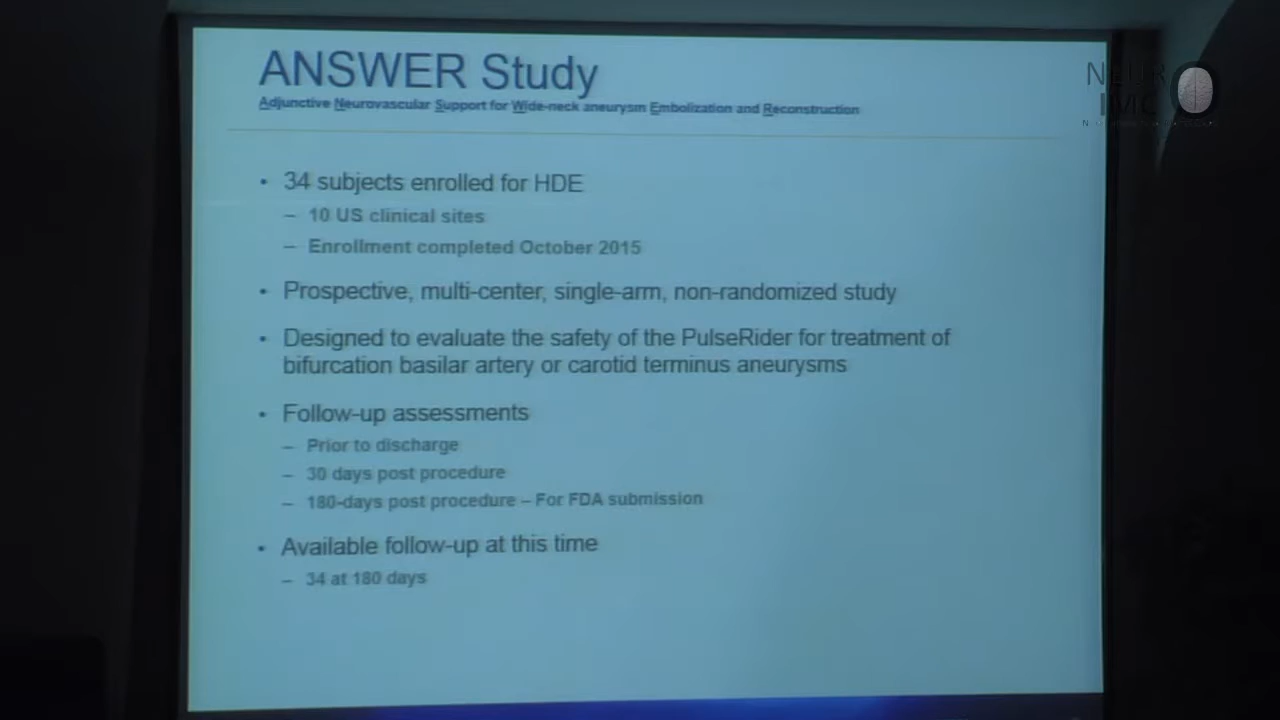 ANSWER Study
Adjunctive Neurovascular Support for Wide-neck aneurysm Embolization and Reconstruction
• 34 subjects enrolled for HDE
– 10 US clinical sites
– Enrollment completed October 2015
• Prospective, multi-center, single-arm, non-randomized study
• Designed to evaluate the safety of the PulseRider for treatment of
bifurcation basilar artery or carotid terminus aneurysms
• Follow-up assessments
– Prior to discharge
– 30 days post procedure
– 180-days post procedure – For FDA submission
• Available follow-up at this time
– 34 at 180 days